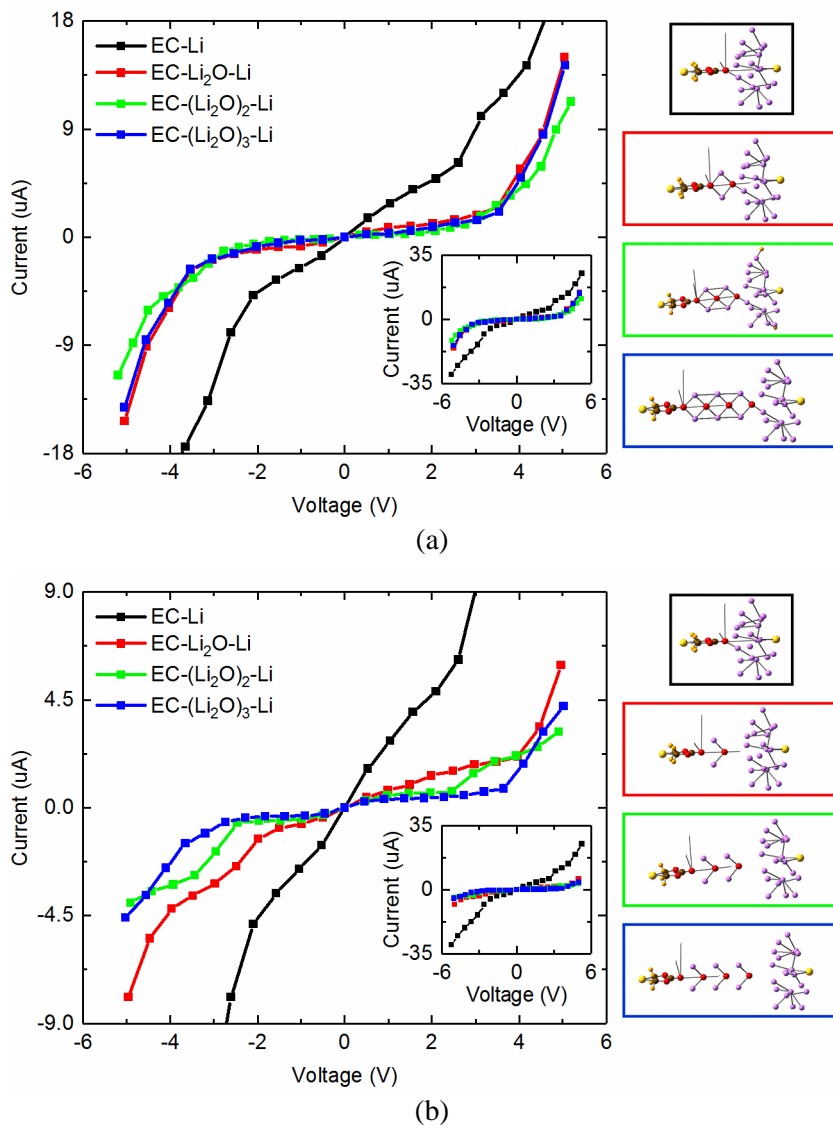 18
9
0
-9
-18
Current (uA)
EC-Li
EC-Li₂O-Li
EC-(Li₂O)₂-Li
EC-(Li₂O)₃-Li
35
0
-35
Current (uA)
-6 0 6
Voltage (V)
-6 -4 -2 0 2 4 6
Voltage (V)
(a)
9.0
4.5
0.0
-4.5
-9.0
Current (uA)
EC-Li
EC-Li₂O-Li
EC-(Li₂O)₂-Li
EC-(Li₂O)₃-Li
35
0
-35
Current (uA)
-6 0 6
Voltage (V)
-6 -4 -2 0 2 4 6
Voltage (V)
(b)